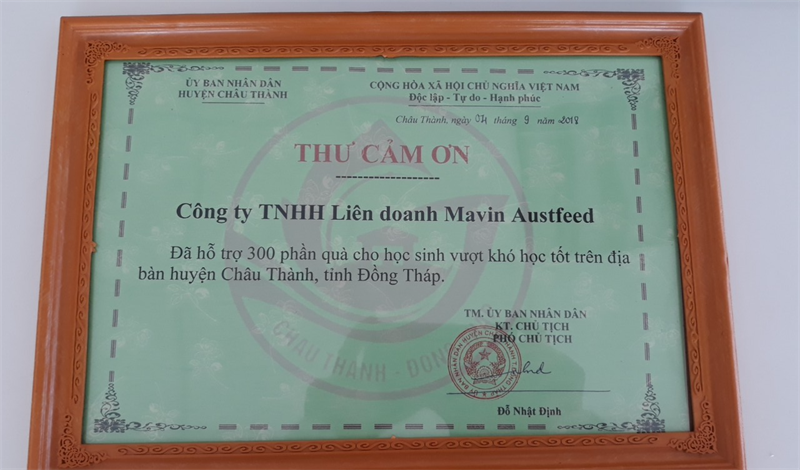 ỦY BAN NHÂN DÂN
HUYỆN CHÂU THÀNH
CỘNG HÒA XÃ HỘI CHỦ NGHĨA VIỆT NAM
Độc lập - Tự do - Hạnh phúc
Châu Thành, ngày 04 tháng 9 năm 2018
THƯ CẢM ƠN
Công ty TNHH Liên doanh Mavin Austfeed
Đã hỗ trợ 300 phần quà cho học sinh vượt khó học tốt trên địa
bàn huyện Châu Thành, tỉnh Đồng Tháp.
CHÂU THÀNH - ĐỒNG
TM. ỦY BAN NHÂN DÂN
KT. CHỦ TỊCH
PHÓ CHỦ TỊCH
Đỗ Nhật Định